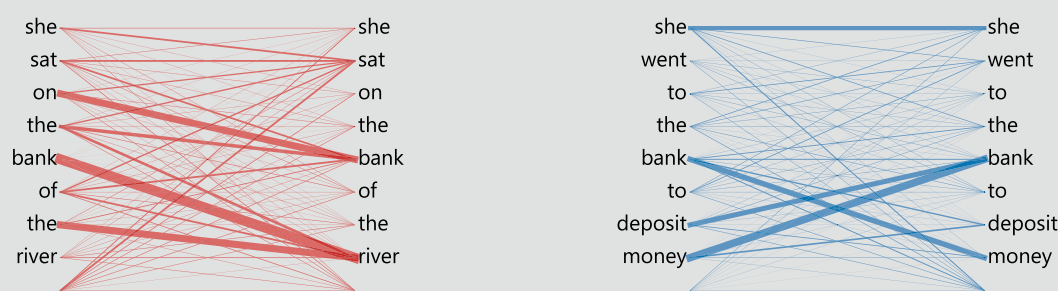 she she she she
sat sat went went
on on to to
the the the the
bank bank bank bank
of of to to
the the deposit deposit
river river money money